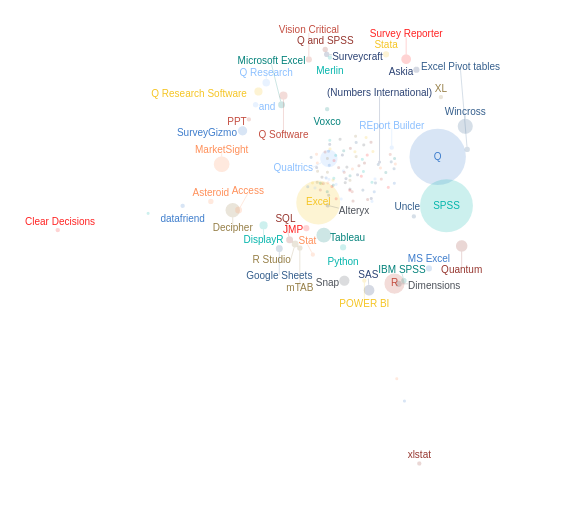 Vision Critical
Survey Reporter
Q and SPSS
Stata
Microsoft Excel
Surveycraft
Excel Pivot tables
Q Research
Merlin
Askia
Q Research Software
(Numbers International)
XL
and
Wincross
PPT
Voxco
REport Builder
SurveyGizmo
Q Software
MarketSight
Q
Qualtrics
Asteroid
Access
Excel
SPSS
Clear Decisions
datafriend
SQL
Alteryx
Uncle
Decipher
JMP
DisplayR
Stat
Tableau
R Studio
Python
MS Excel
Google Sheets
SAS
IBM SPSS
Quantum
mTAB
Snap
R
Dimensions
POWER BI
xlstat